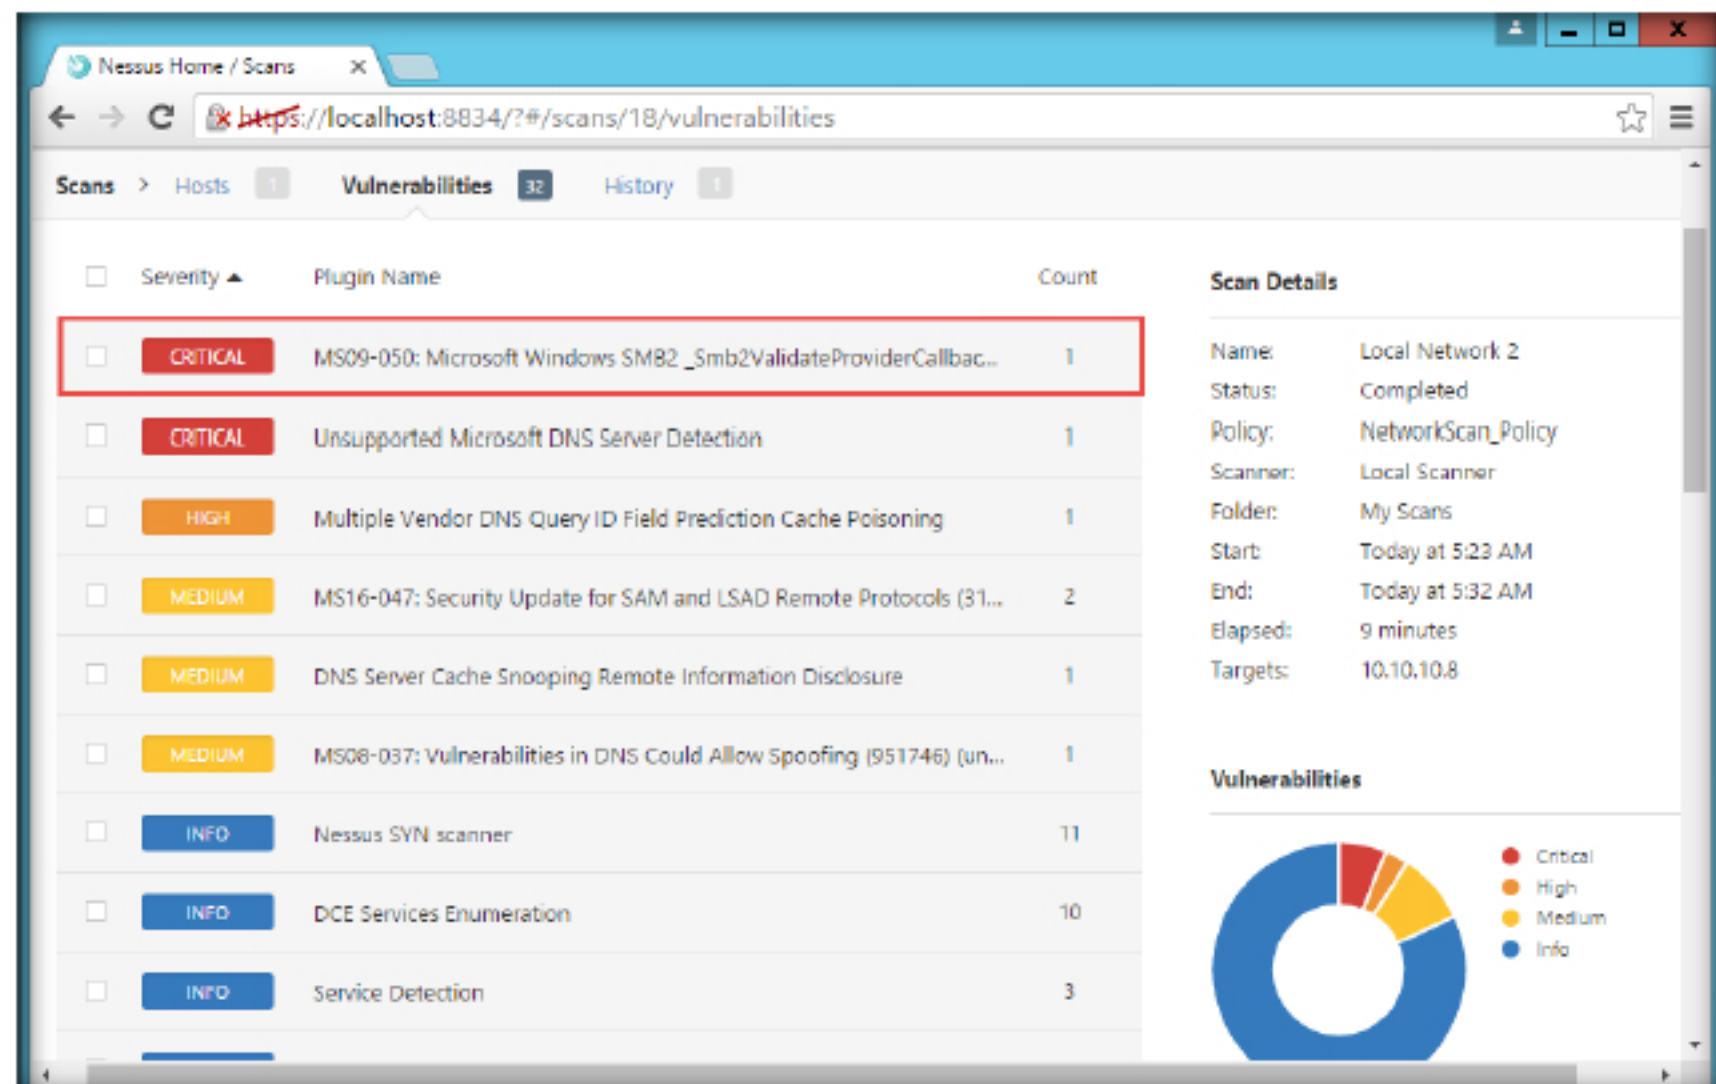 Nessus Home / Scans
https://localhost:8834/?#/scans/18/vulnerabilities
Scans > Hosts 1 Vulnerabilities 32 History 1
Severity Plugin Name Count
CRITICAL MS09-050: Microsoft Windows SMB2 _Smb2ValidateProviderCallbac... 1
CRITICAL Unsupported Microsoft DNS Server Detection 1
HIGH Multiple Vendor DNS Query ID Field Prediction Cache Poisoning 1
MEDIUM MS16-047: Security Update for SAM and LSAD Remote Protocols (31... 2
MEDIUM DNS Server Cache Snooping Remote Information Disclosure 1
MEDIUM MS08-037: Vulnerabilities in DNS Could Allow Spoofing (951746) (un... 1
INFO Nessus SYN scanner 11
INFO DCE Services Enumeration 10
INFO Service Detection 3
Scan Details
Name: Local Network 2
Status: Completed
Policy: NetworkScan_Policy
Scanner: Local Scanner
Folder: My Scans
Start: Today at 5:23 AM
End: Today at 5:32 AM
Elapsed: 9 minutes
Targets: 10.10.10.8
Vulnerabilities
Critical
High
Medium
Info